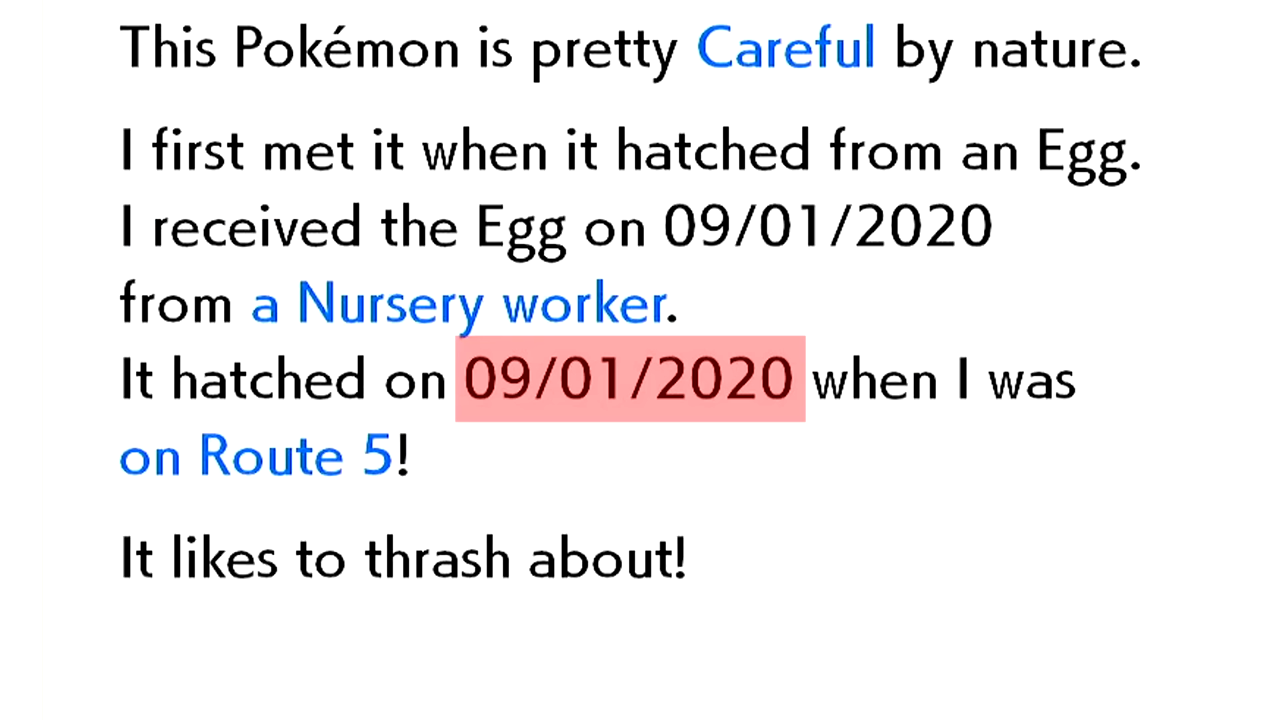 This Pokémon is pretty Careful by nature.
I first met it when it hatched from an Egg.
I received the Egg on 09/01/2020
from a Nursery worker.
It hatched on 09/01/2020 when I was
on Route 5!
It likes to thrash about!